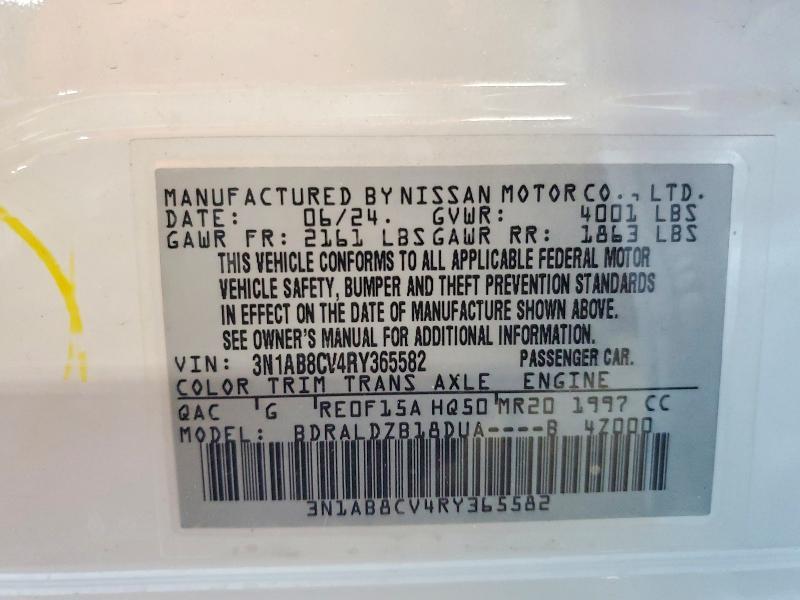 MANUFACTURED BY NISSAN MOTOR CO., LTD.
DATE: 06/24. GVWR: 4001 LBS
GAWR FR: 2161 LBS GAWR RR: 1863 LBS
THIS VEHICLE CONFORMS TO ALL APPLICABLE FEDERAL MOTOR
VEHICLE SAFETY, BUMPER AND THEFT PREVENTION STANDARDS
IN EFFECT ON THE DATE OF MANUFACTURE SHOWN ABOVE.
SEE OWNER'S MANUAL FOR ADDITIONAL INFORMATION.
VIN: 3N1AB8CV4RY365582 PASSENGER CAR.
COLOR TRIM TRANS AXLE ENGINE
QAC G RE0F15A HQ50 MR20 1997 CC
MODEL: BDRALDZB18DUA----B 4Z000
3N1AB8CV4RY365582